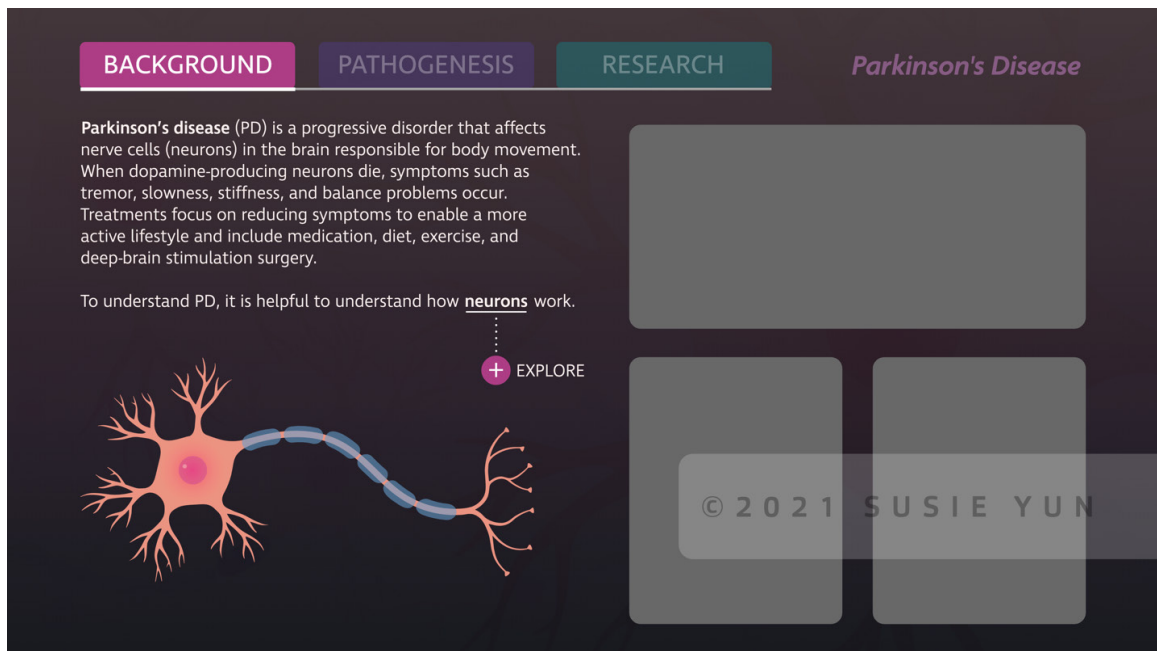 BACKGROUND
PATHOGENESIS
RESEARCH
Parkinson's Disease
Parkinson’s disease (PD) is a progressive disorder that affects
nerve cells (neurons) in the brain responsible for body movement.
When dopamine-producing neurons die, symptoms such as
tremor, slowness, stiffness, and balance problems occur.
Treatments focus on reducing symptoms to enable a more
active lifestyle and include medication, diet, exercise, and
deep-brain stimulation surgery.
To understand PD, it is helpful to understand how neurons work.
+ EXPLORE
©2021 SUSIE YUN